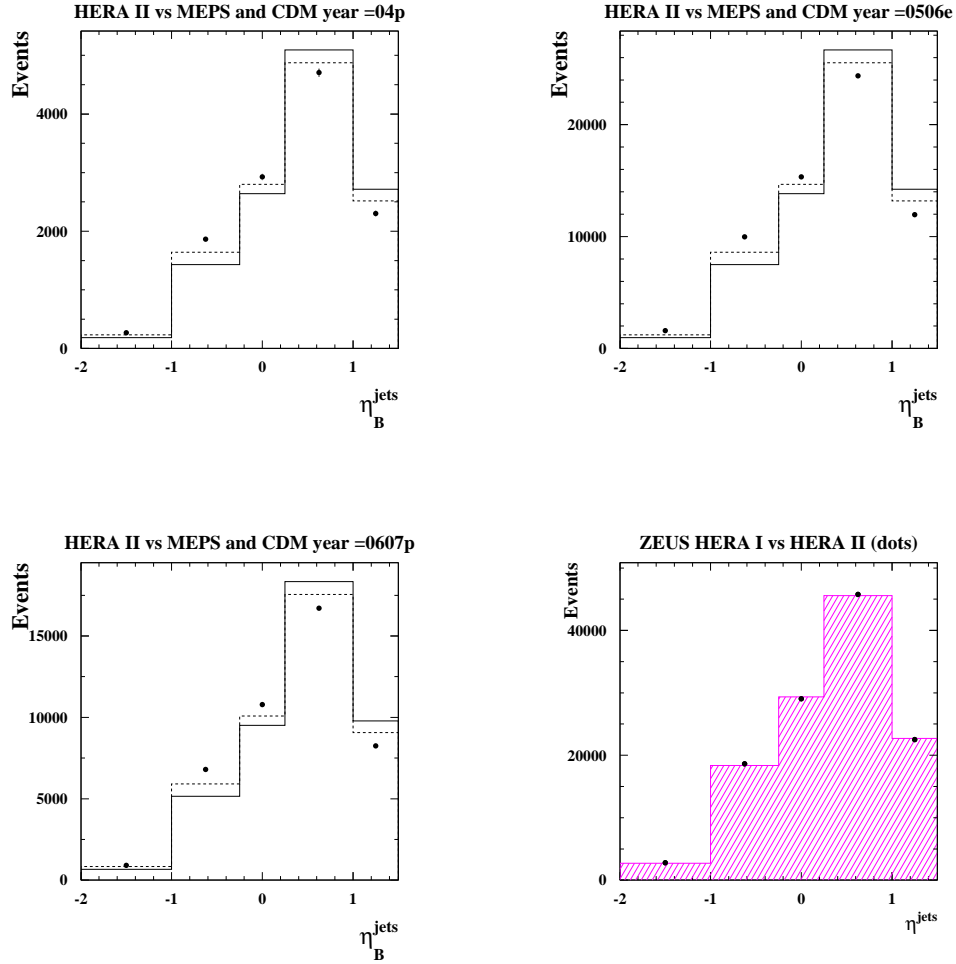 HERA II vs MEPS and CDM year =04p
Events
4000
2000
0
-2 -1 0 1
η_B^jets
HERA II vs MEPS and CDM year =0506e
Events
20000
10000
0
-2 -1 0 1
η_B^jets
HERA II vs MEPS and CDM year =0607p
Events
15000
10000
5000
0
-2 -1 0 1
η_B^jets
ZEUS HERA I vs HERA II (dots)
Events
40000
20000
0
-2 -1 0 1
η^jets